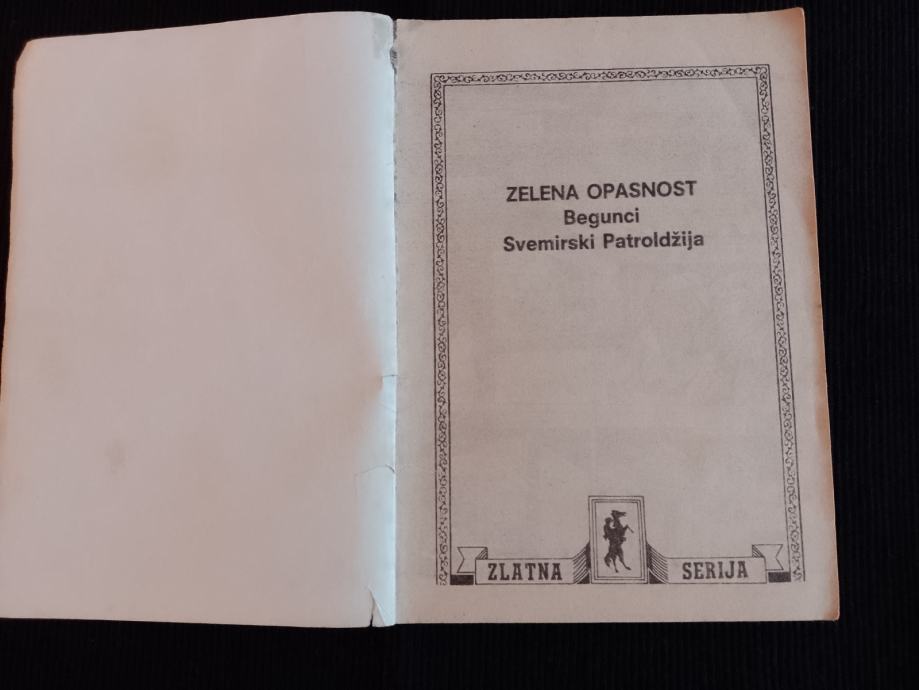 ZELENA OPASNOST
Begunci
Svemirski Patroldžija
ZLATNA SERIJA